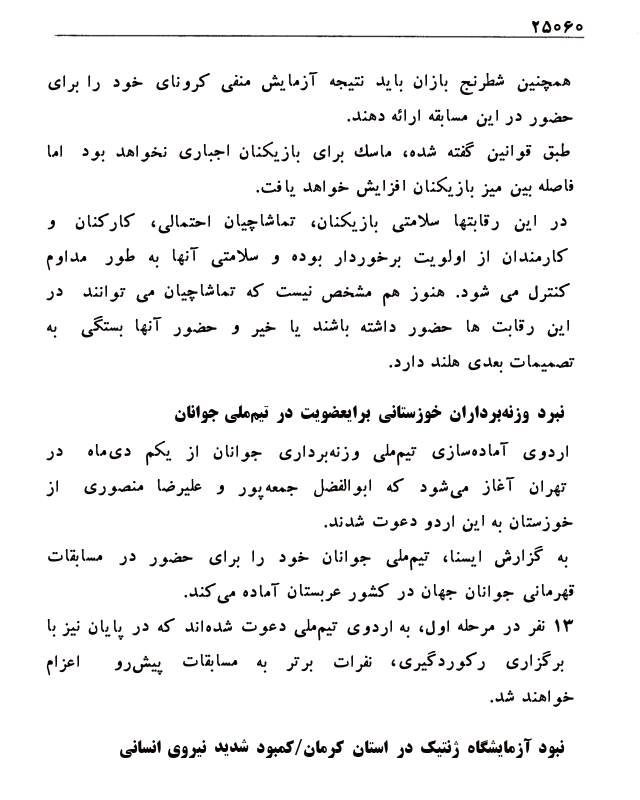 ۲۵۰۶۰
همچنین شطرنج بازان باید نتیجه آزمایش منفی کرونای خود را برای
حضور در این مسابقه ارائه دهند.
طبق قوانین گفته شده، ماسك برای بازیکنان اجباری نخواهد بود اما
فاصله بین میز بازیکنان افزایش خواهد یافت.
در این رقابتها سلامتی بازیکنان، تماشاچیان احتمالی، کارکنان و
کارمندان از اولویت برخوردار بوده و سلامتی آنها به طور مداوم
کنترل می شود. هنوز هم مشخص نیست که تماشاچیان می توانند در
این رقابت ها حضور داشته باشند یا خیر و حضور آنها بستگی به
تصمیمات بعدی هلند دارد.
نبرد وزنه‌برداران خوزستانی برایعضویت در تیم‌ملی جوانان
اردوی آماده‌سازی تیم‌ملی وزنه‌برداری جوانان از یکم دی‌ماه در
تهران آغاز می‌شود که ابوالفضل جمعه‌پور و علیرضا منصوری از
خوزستان به این اردو دعوت شدند.
به گزارش ایسنا، تیم‌ملی جوانان خود را برای حضور در مسابقات
قهرمانی جوانان جهان در کشور عربستان آماده می‌کند.
۱۳ نفر در مرحله اول، به اردوی تیم‌ملی دعوت شده‌اند که در پایان نیز با
برگزاری رکوردگیری، نفرات برتر به مسابقات پیش‌رو اعزام
خواهند شد.
نبود آزمایشگاه ژنتیک در استان کرمان/کمبود شدید نیروی انسانی